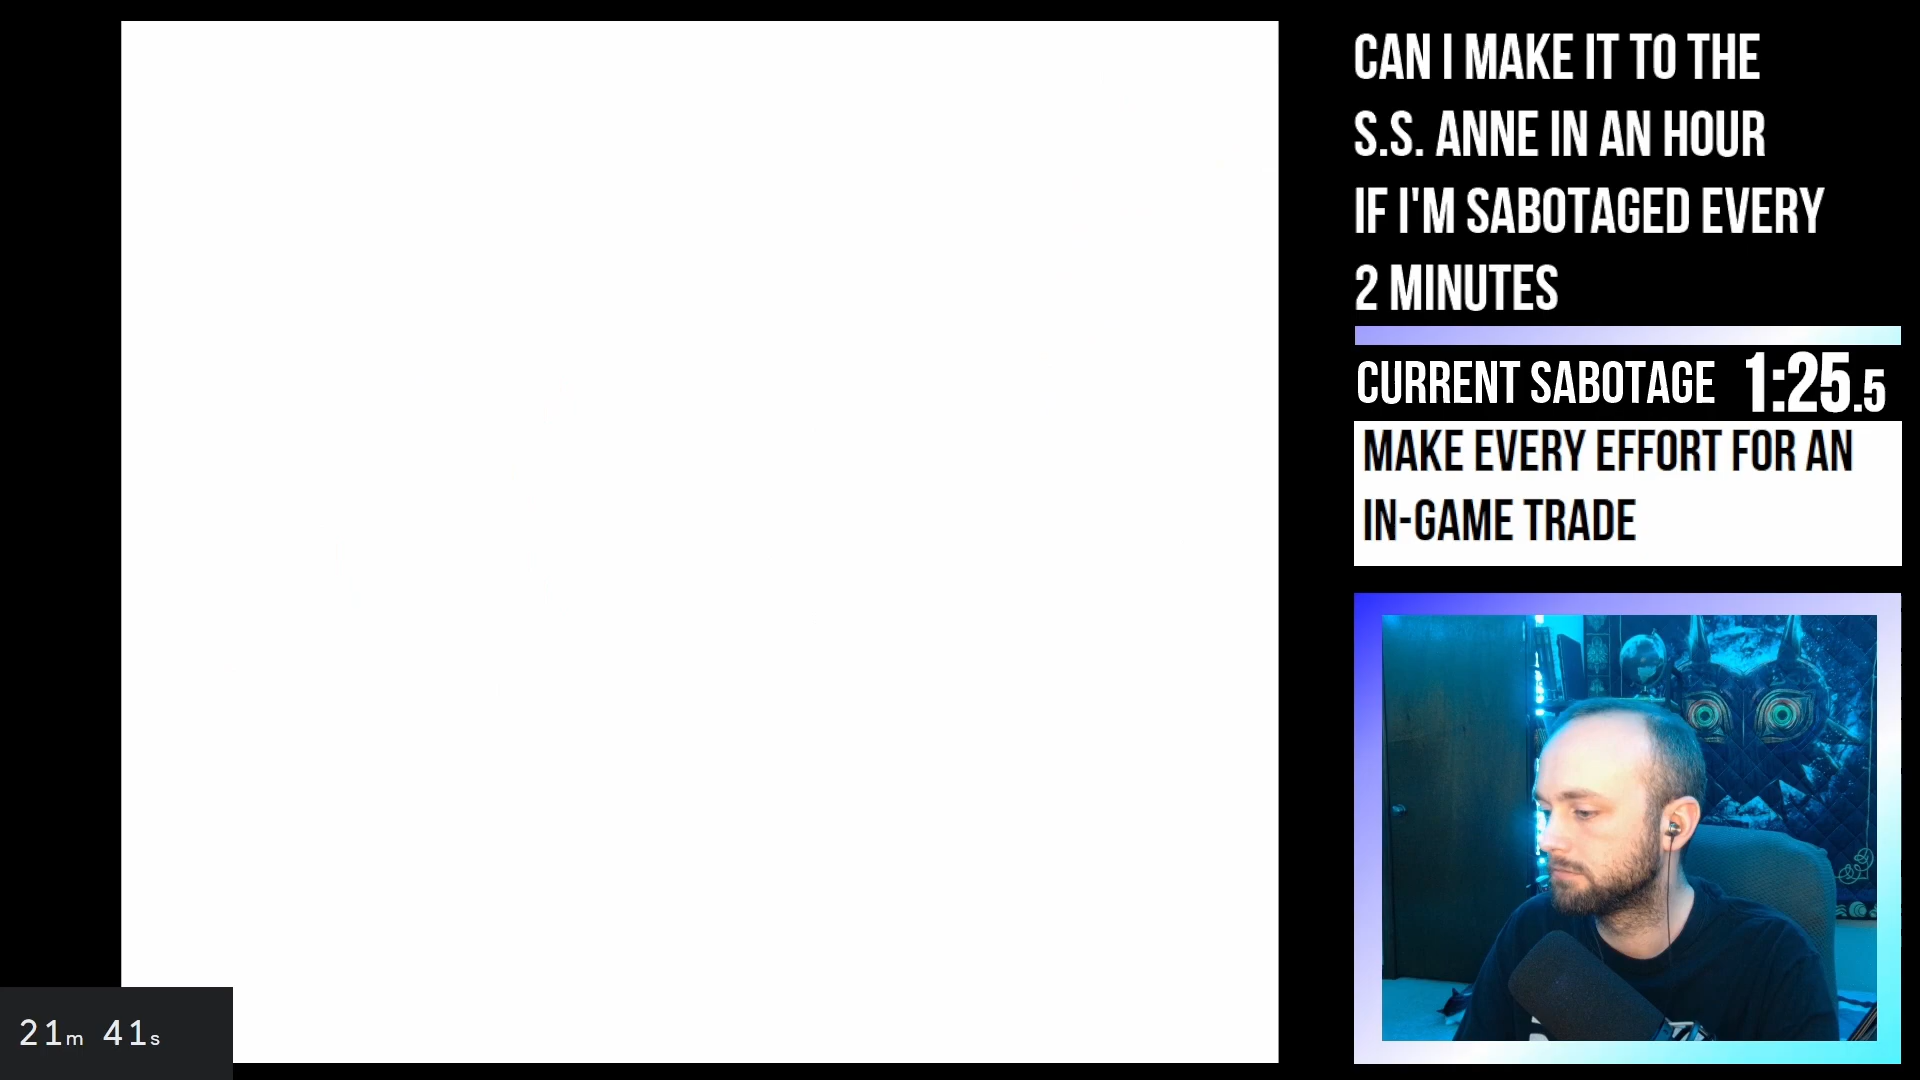 CAN I MAKE IT TO THE
S.S. ANNE IN AN HOUR
IF I'M SABOTAGED EVERY
2 MINUTES
CURRENT SABOTAGE 1:25.5
MAKE EVERY EFFORT FOR AN
IN-GAME TRADE
21m 41s